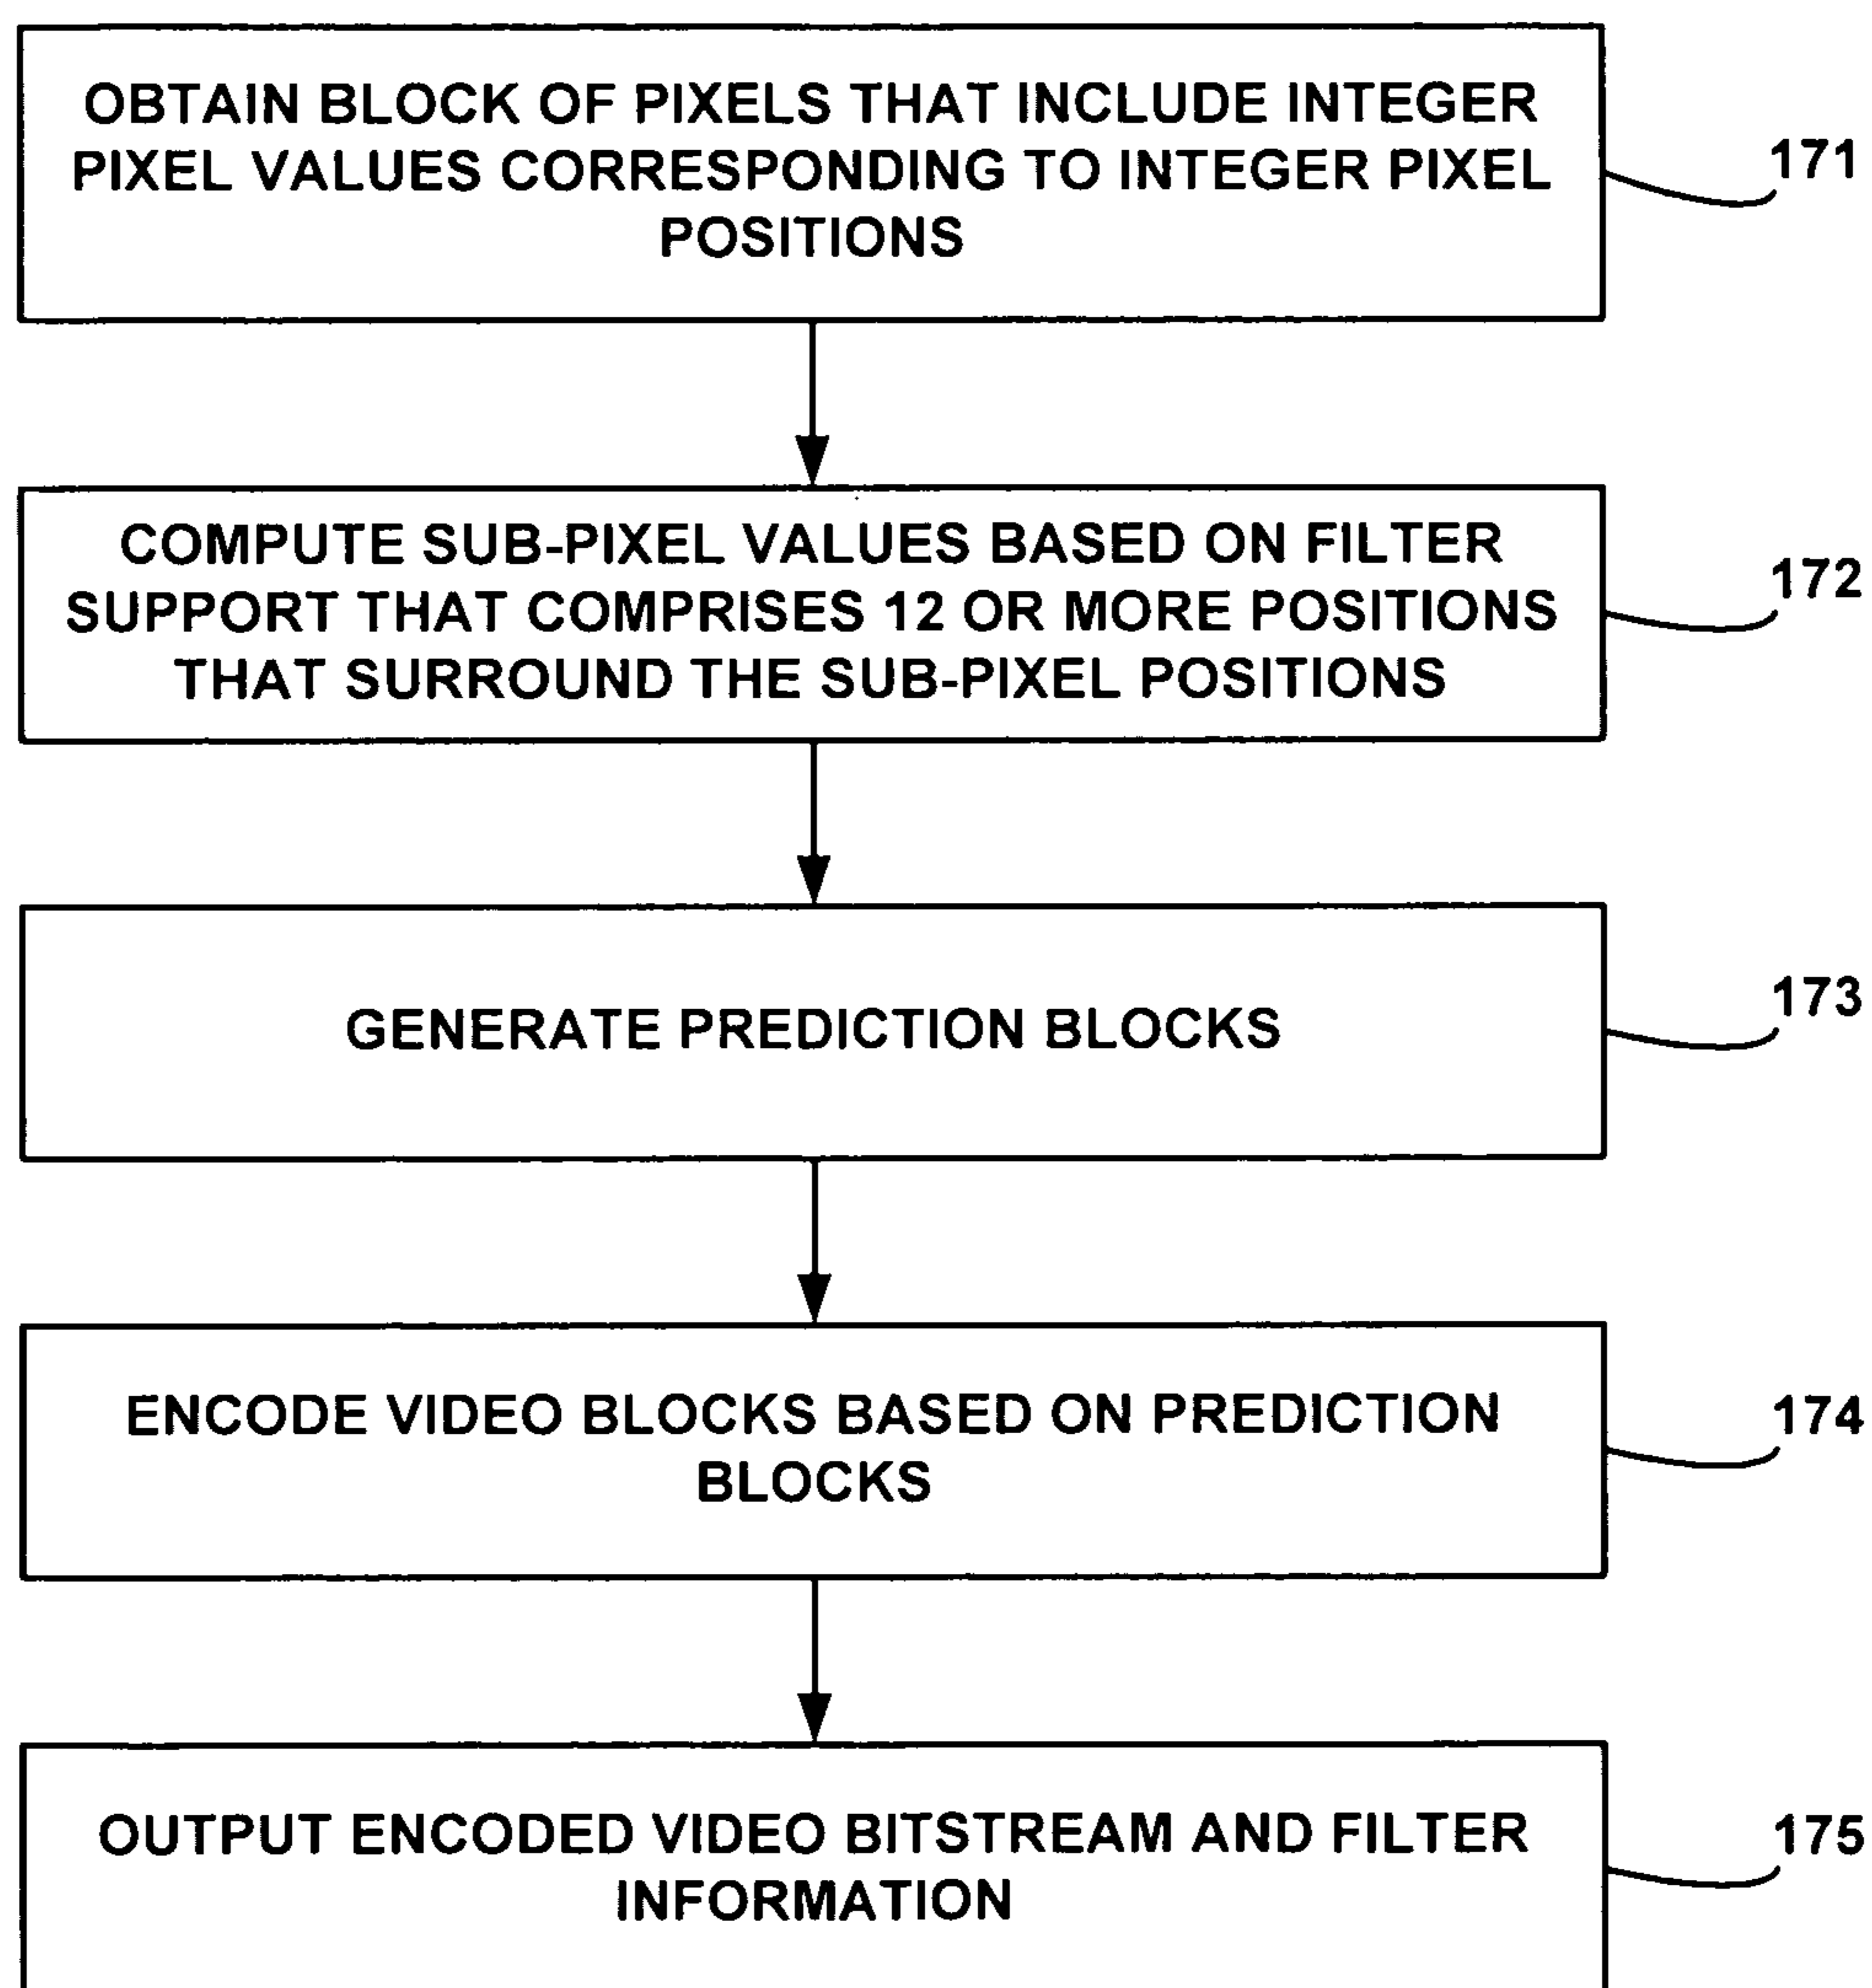 OBTAIN BLOCK OF PIXELS THAT INCLUDE INTEGER
PIXEL VALUES CORRESPONDING TO INTEGER PIXEL
POSITIONS
171
COMPUTE SUB-PIXEL VALUES BASED ON FILTER
SUPPORT THAT COMPRISES 12 OR MORE POSITIONS
THAT SURROUND THE SUB-PIXEL POSITIONS
172
GENERATE PREDICTION BLOCKS
173
ENCODE VIDEO BLOCKS BASED ON PREDICTION
BLOCKS
174
OUTPUT ENCODED VIDEO BITSTREAM AND FILTER
INFORMATION
175